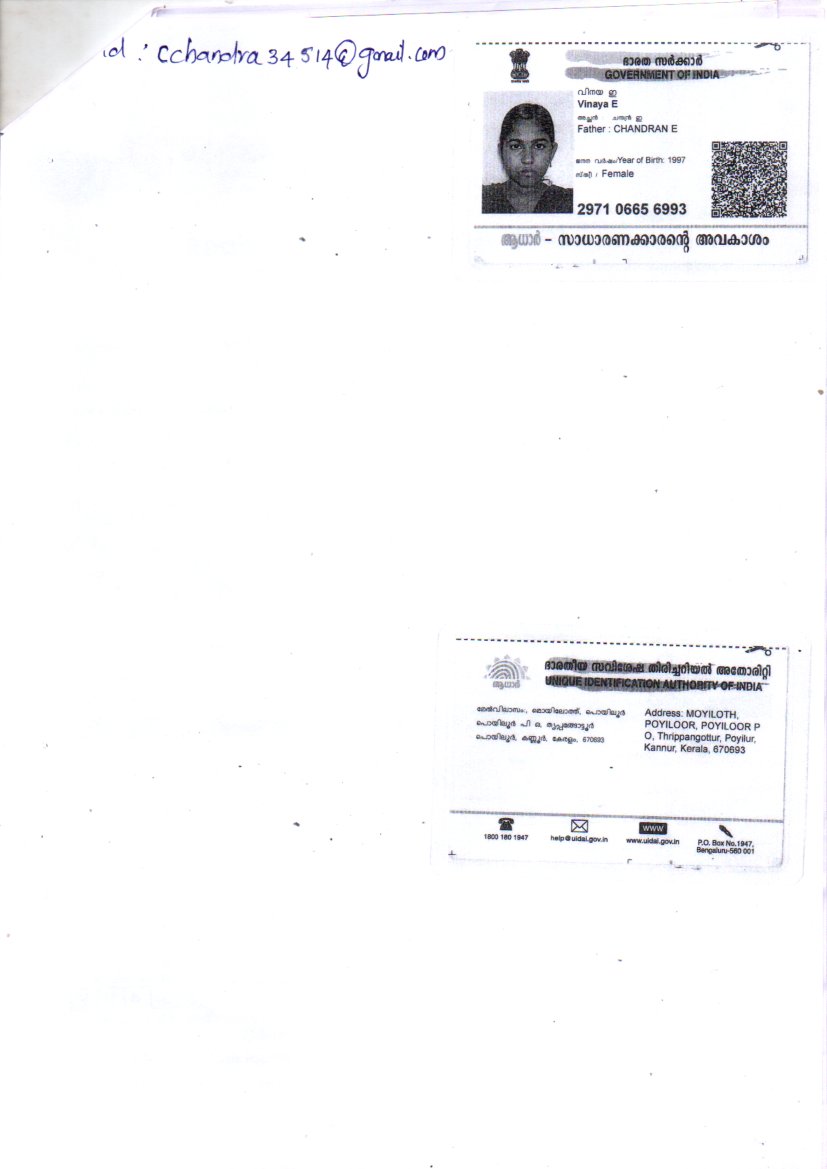 id : cchandra34514@gmail.com
ഭാരത സർക്കാർ
GOVERNMENT OF INDIA
വിനയ ഇ
Vinaya E
അച്ഛൻ : ചന്ദ്രൻ ഇ
Father : CHANDRAN E
ജനന വർഷം/Year of Birth: 1997
സ്ത്രീ / Female
2971 0665 6993
ആധാർ - സാധാരണക്കാരന്റെ അവകാശം
ഭാരതീയ സവിശേഷ തിരിച്ചറിയൽ അതോരിറ്റി
UNIQUE IDENTIFICATION AUTHORITY OF INDIA
ആധാർ
മേൽവിലാസം:, മൊയിലോത്ത്, പൊയിലൂർ
പൊയിലൂർ പി ഒ, തൃപ്പങ്ങോട്ടൂർ
പൊയിലൂർ, കണ്ണൂർ, കേരളം, 670693
Address: MOYILOTH,
POYILOOR, POYILOOR P
O, Thrippangottur, Poyilur,
Kannur, Kerala, 670693
1800 180 1947
help@uidai.gov.in
www
www.uidai.gov.in
P.O. Box No.1947,
Bengaluru-560 001